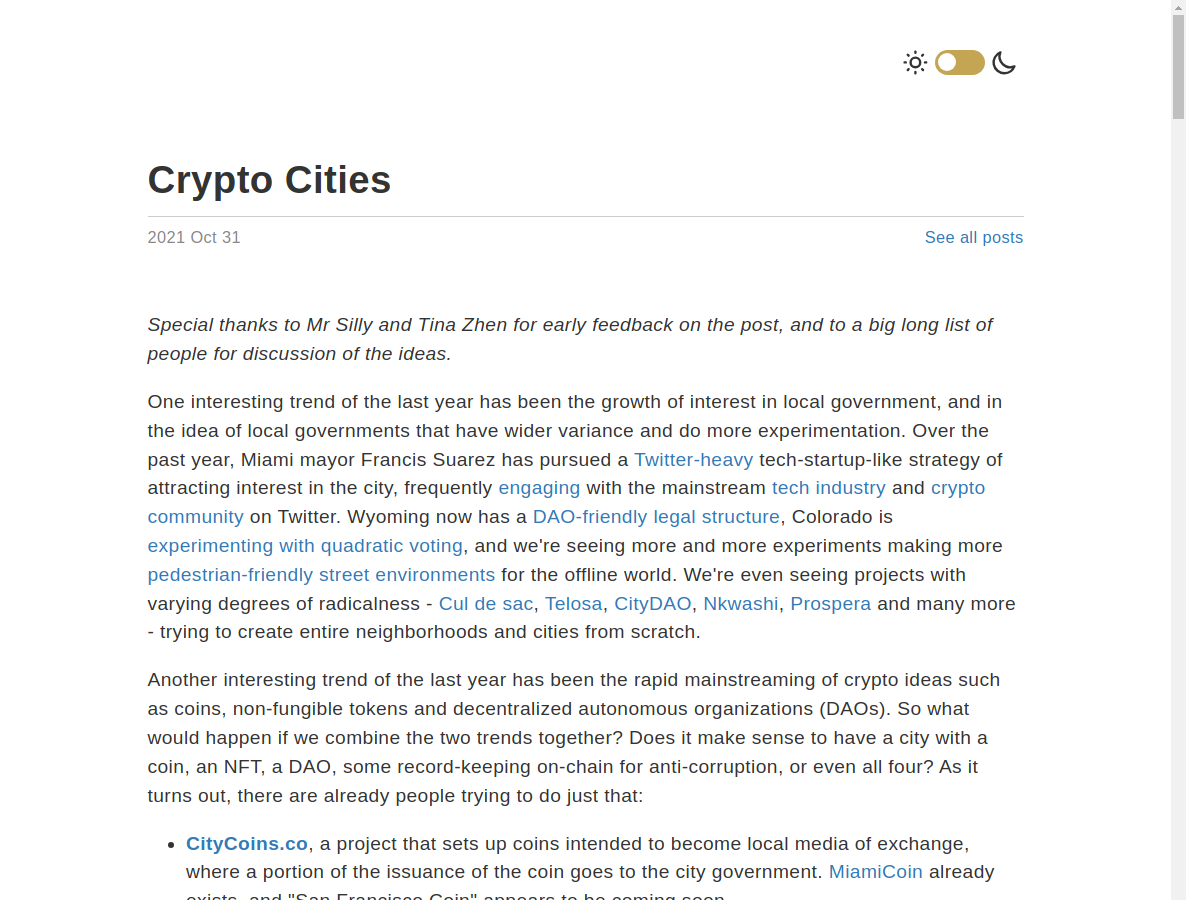 Crypto Cities
2021 Oct 31
See all posts
Special thanks to Mr Silly and Tina Zhen for early feedback on the post, and to a big long list of
people for discussion of the ideas.
One interesting trend of the last year has been the growth of interest in local government, and in
the idea of local governments that have wider variance and do more experimentation. Over the
past year, Miami mayor Francis Suarez has pursued a Twitter-heavy tech-startup-like strategy of
attracting interest in the city, frequently engaging with the mainstream tech industry and crypto
community on Twitter. Wyoming now has a DAO-friendly legal structure, Colorado is
experimenting with quadratic voting, and we're seeing more and more experiments making more
pedestrian-friendly street environments for the offline world. We're even seeing projects with
varying degrees of radicalness - Cul de sac, Telosa, CityDAO, Nkwashi, Prospera and many more
- trying to create entire neighborhoods and cities from scratch.
Another interesting trend of the last year has been the rapid mainstreaming of crypto ideas such
as coins, non-fungible tokens and decentralized autonomous organizations (DAOs). So what
would happen if we combine the two trends together? Does it make sense to have a city with a
coin, an NFT, a DAO, some record-keeping on-chain for anti-corruption, or even all four? As it
turns out, there are already people trying to do just that:
• CityCoins.co, a project that sets up coins intended to become local media of exchange,
where a portion of the issuance of the coin goes to the city government. MiamiCoin already
exists, and "San Francisco Coin" appears to be coming soon.